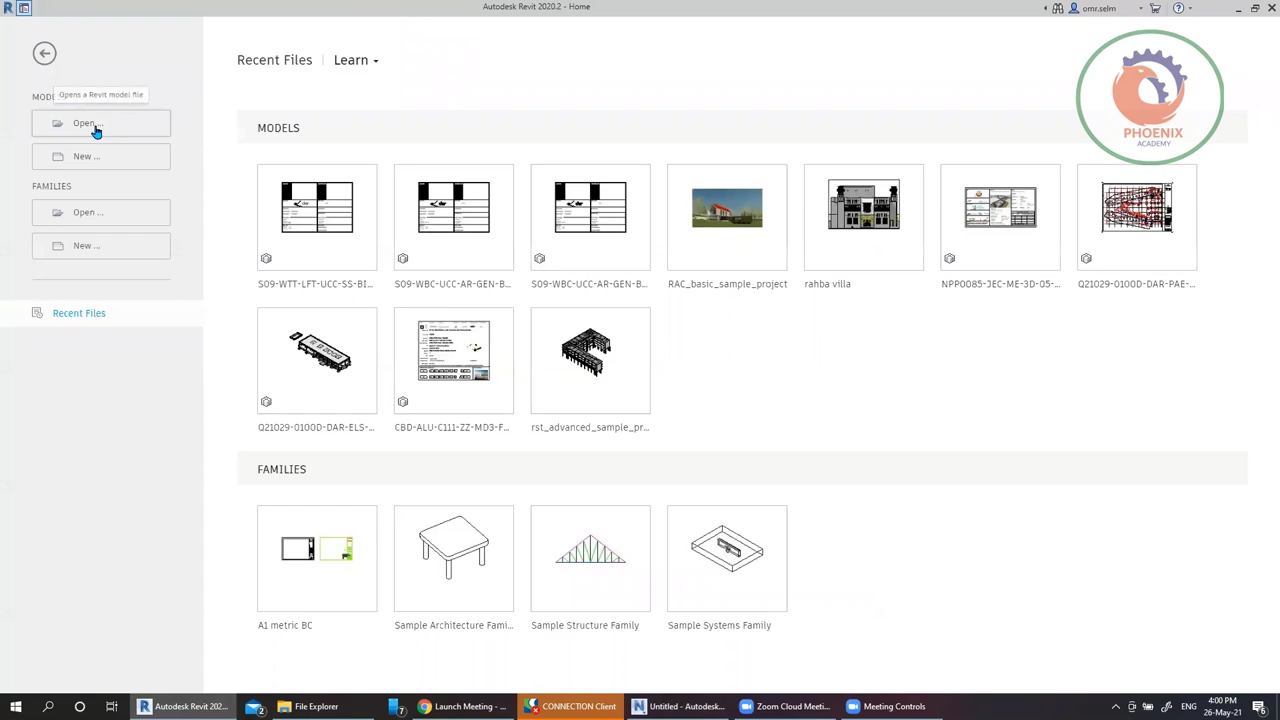 Autodesk Revit 2020.2 - Home
omr.selm
Recent Files
Learn
PHOENIX
ACADEMY
Opens a Revit model file
Open ...
New ...
FAMILIES
Open ...
New ...
Recent Files
MODELS
S09-WTT-LFT-UCC-SS-BI...
S09-WBC-UCC-AR-GEN-B...
S09-WBC-UCC-AR-GEN-B...
RAC_basic_sample_project
rahba villa
NPP0085-JEC-ME-3D-05-...
Q21029-0100D-DAR-PAE-...
Q21029-0100D-DAR-ELS-...
CBD-ALU-C111-ZZ-MD3-F...
rst_advanced_sample_pr...
FAMILIES
A1 metric BC
Sample Architecture Fami...
Sample Structure Family
Sample Systems Family
Autodesk Revit 202...
2
File Explorer
7
Launch Meeting - ...
CONNECTION Client
Untitled - Autodesk...
Zoom Cloud Meeti...
Meeting Controls
4:00 PM
26-May-21